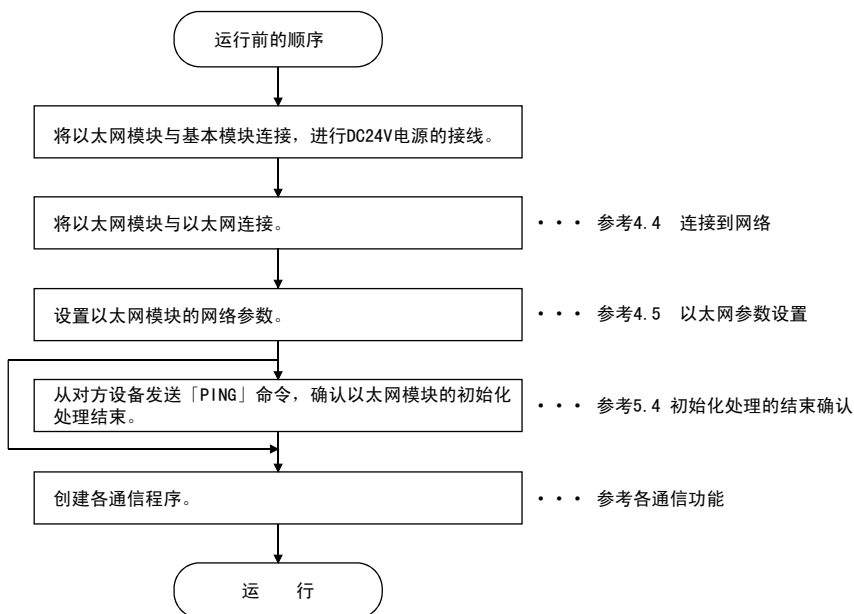 运行前的顺序
将以太网模块与基本模块连接，进行DC24V电源的接线。
将以太网模块与以太网连接。
··· 参考4.4 连接到网络
设置以太网模块的网络参数。
··· 参考4.5 以太网参数设置
从对方设备发送「PING」命令，确认以太网模块的初始化
处理结束。
··· 参考5.4 初始化处理的结束确认
创建各通信程序。
··· 参考各通信功能
运 行